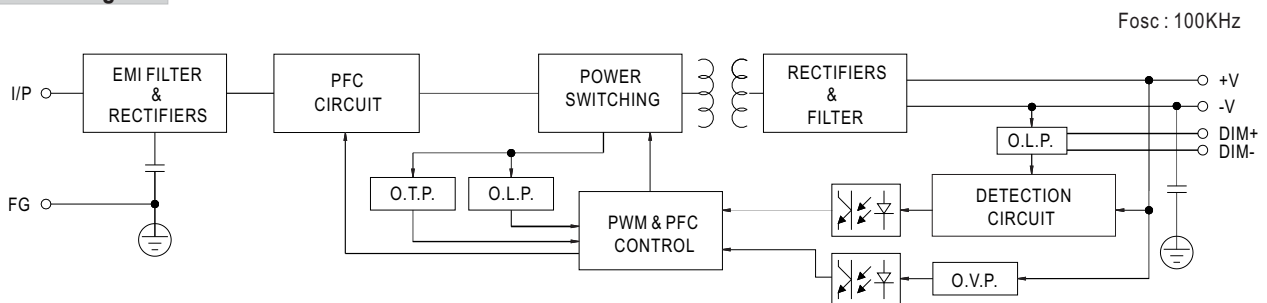 Fosc : 100KHz
I/P
EMI FILTER
&
RECTIFIERS
PFC
CIRCUIT
POWER
SWITCHING
RECTIFIERS
&
FILTER
+V
-V
DIM+
DIM-
O.L.P.
FG
O.T.P.
O.L.P.
PWM & PFC
CONTROL
DETECTION
CIRCUIT
O.V.P.